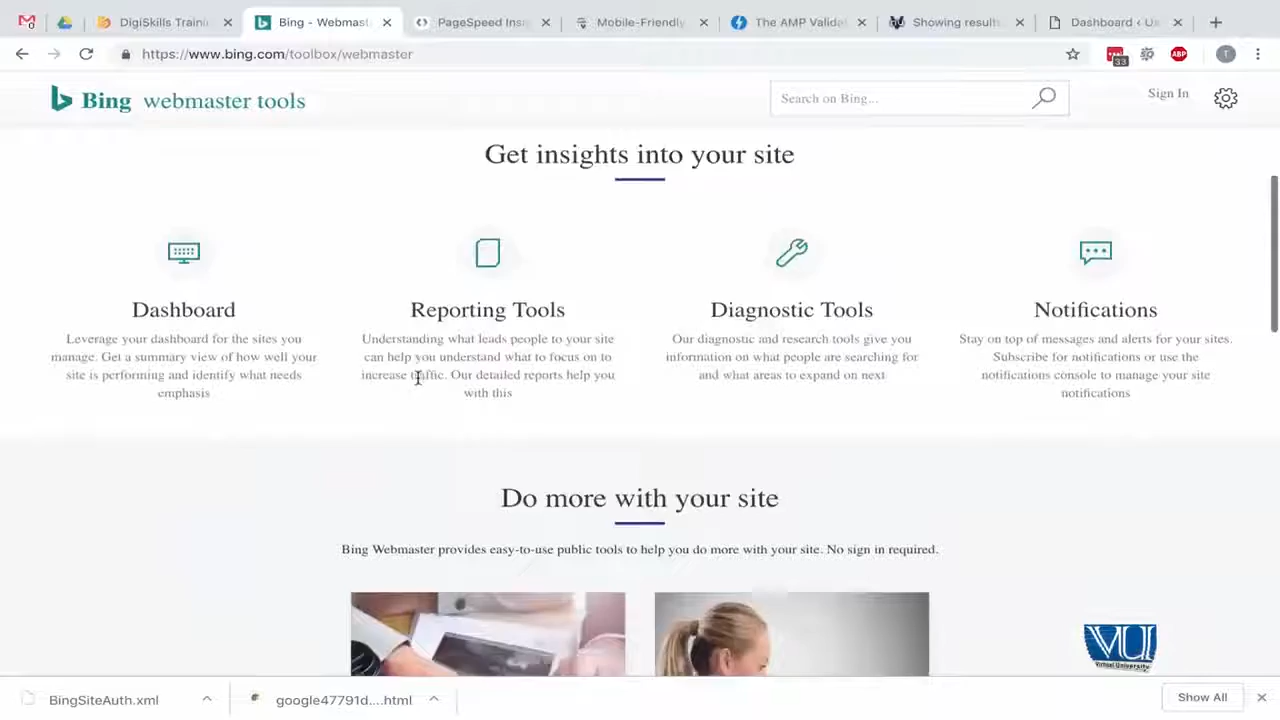 DigiSkills Traini
Bing - Webmast
PageSpeed Insi
Mobile-Friendly
The AMP Valida
Showing results
Dashboard ‹ Us
https://www.bing.com/toolbox/webmaster
33
ABP
T
Bing webmaster tools
Search on Bing...
Sign In
Get insights into your site
Dashboard
Leverage your dashboard for the sites you
manage. Get a summary view of how well your
site is performing and identify what needs
emphasis
Reporting Tools
Understanding what leads people to your site
can help you understand what to focus on to
increase traffic. Our detailed reports help you
with this
Diagnostic Tools
Our diagnostic and research tools give you
information on what people are searching for
and what areas to expand on next
Notifications
Stay on top of messages and alerts for your sites.
Subscribe for notifications or use the
notifications console to manage your site
notifications
Do more with your site
Bing Webmaster provides easy-to-use public tools to help you do more with your site. No sign in required.
VU
Virtual University
BingSiteAuth.xml
google47791d....html
Show All